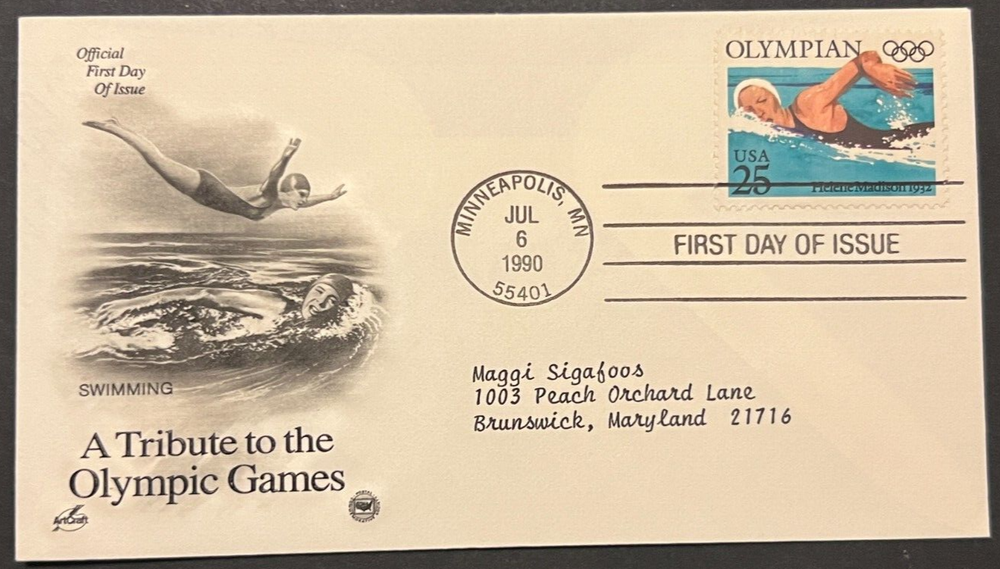 Official
First Day
Of Issue
OLYMPIAN
USA
25
Helene Madison 1932
MINNEAPOLIS, MN
JUL
6
1990
55401
FIRST DAY OF ISSUE
Maggi Sigafoos
1003 Peach Orchard Lane
Brunswick, Maryland 21716
SWIMMING
A Tribute to the
Olympic Games
ArtCraft